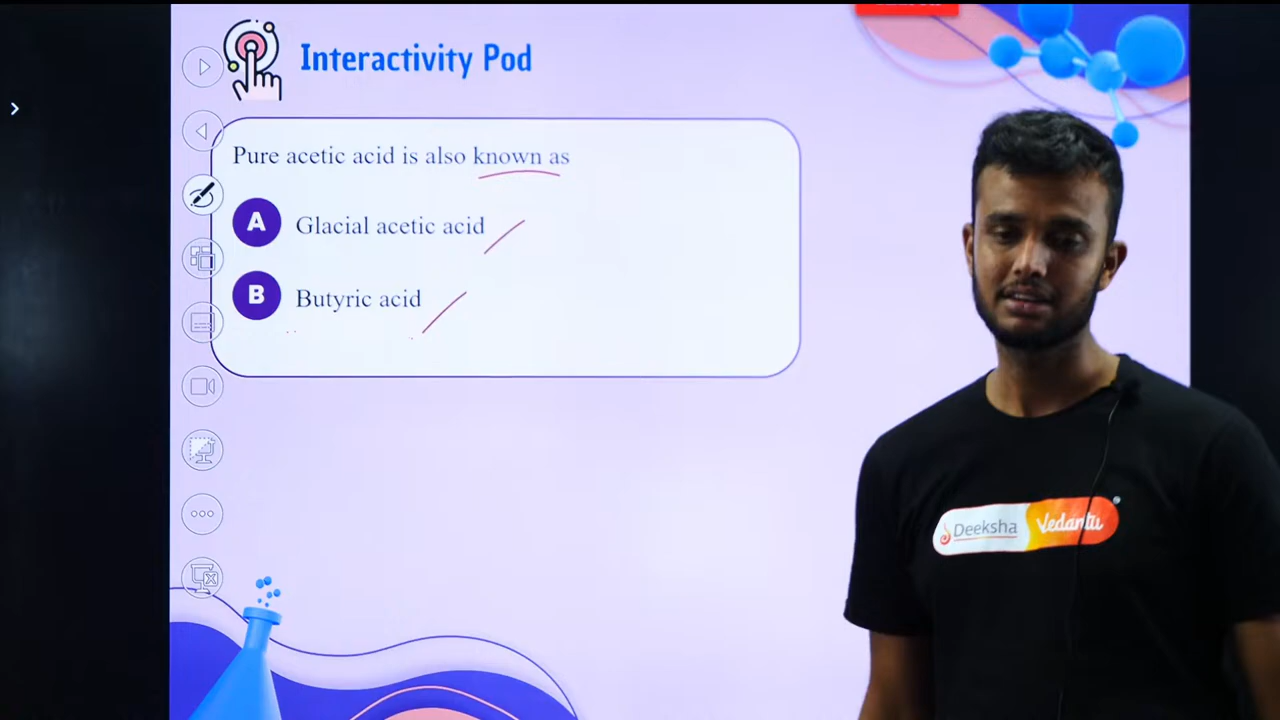 Interactivity Pod
Pure acetic acid is also known as
A Glacial acetic acid
B Butyric acid
Deeksha Vedantu